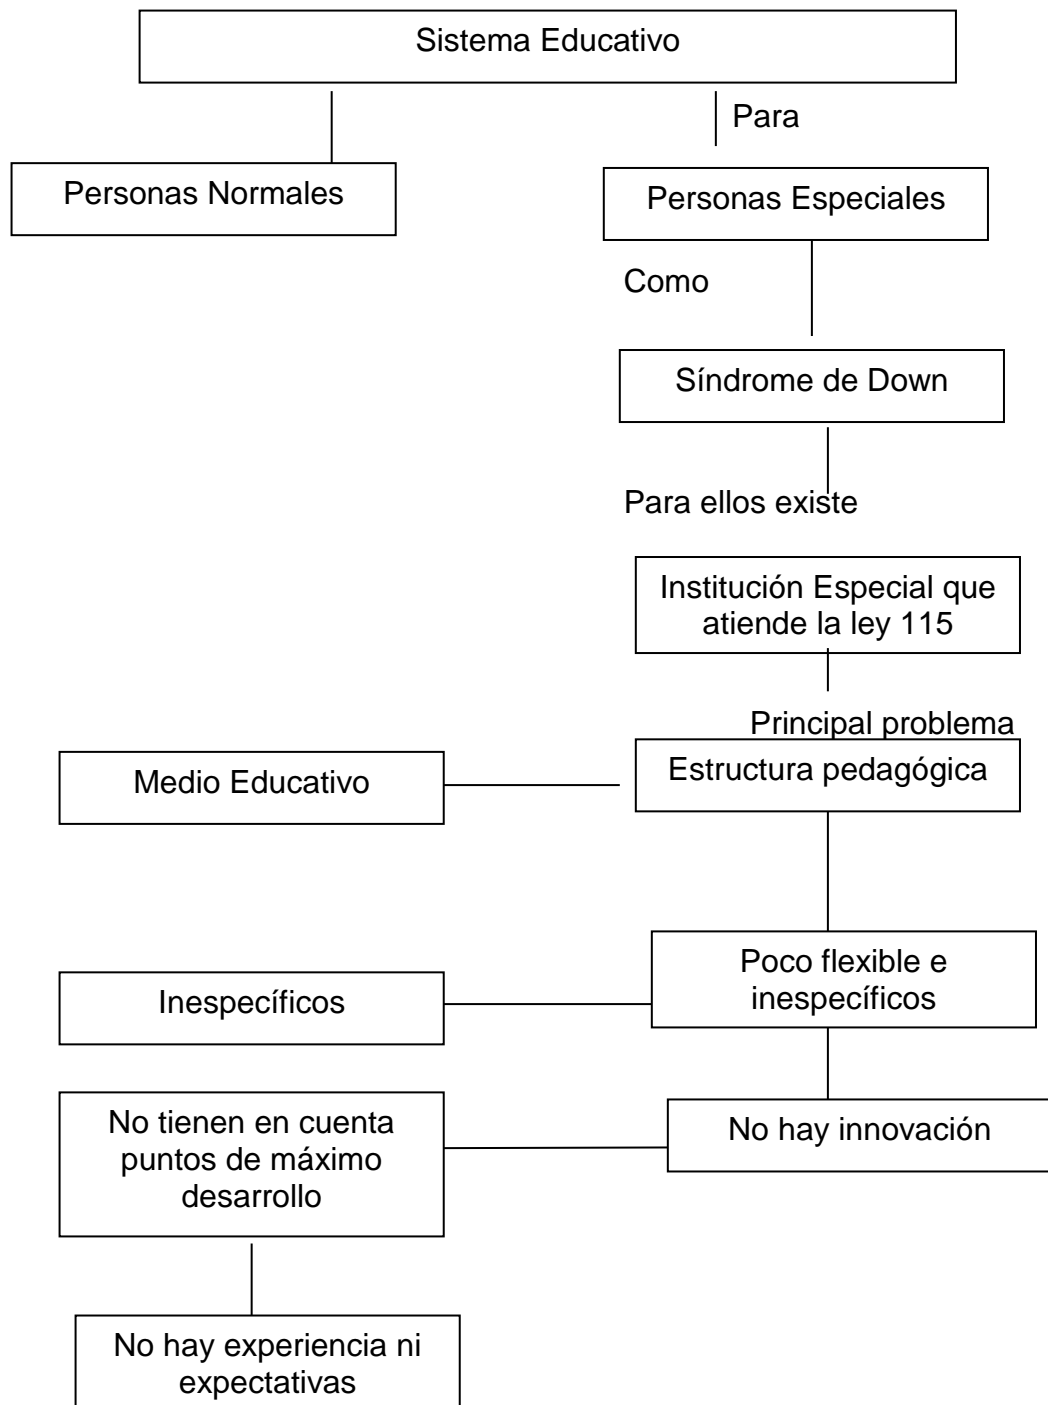 Sistema Educativo
Para
Personas Normales
Personas Especiales
Como
Síndrome de Down
Para ellos existe
Institución Especial que
atiende la ley 115
Principal problema
Medio Educativo
Estructura pedagógica
Poco flexible e
inespecíficos
Inespecíficos
No tienen en cuenta
puntos de máximo
desarrollo
No hay innovación
No hay experiencia ni
expectativas